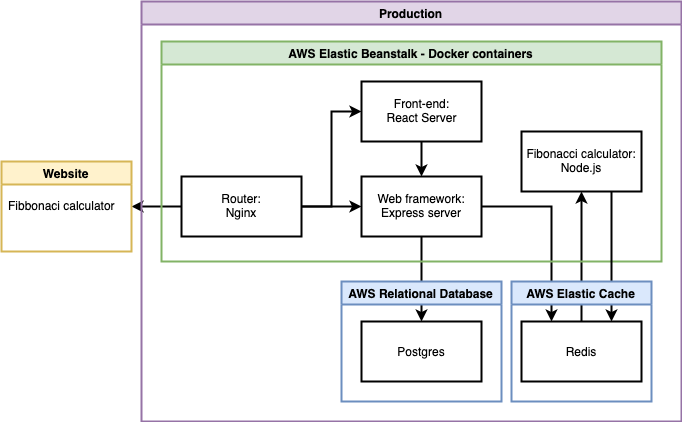 Production
AWS Elastic Beanstalk - Docker containers
Front-end:
React Server
Fibonacci calculator:
Node.js
Website
Fibbonaci calculator
Router:
Nginx
Web framework:
Express server
AWS Relational Database
AWS Elastic Cache
Postgres
Redis